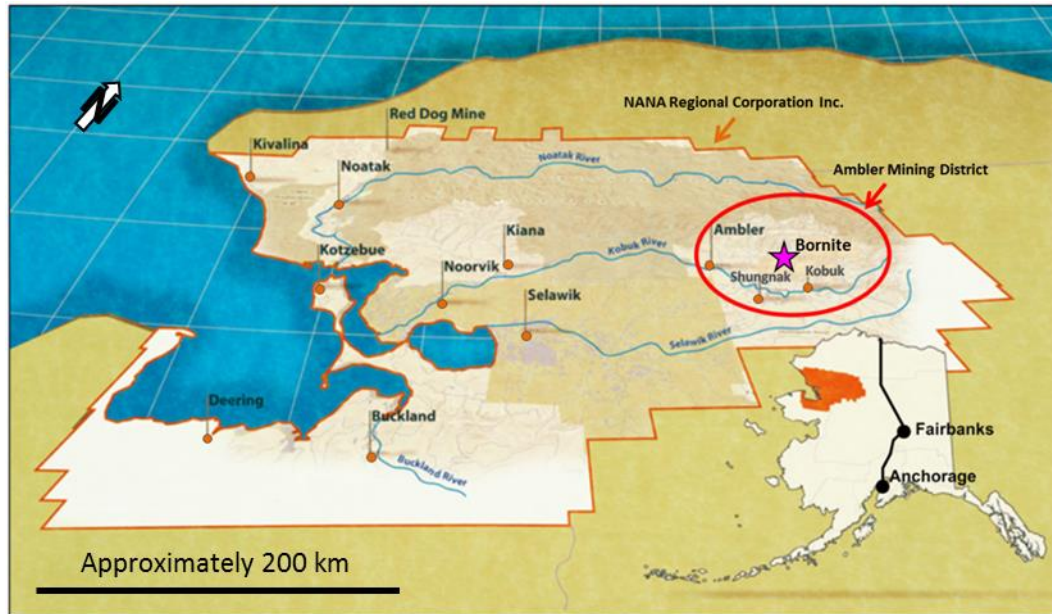 NANA Regional Corporation Inc.
Red Dog Mine
Kivalina
Noatak
Noatak River
Ambler Mining District
Kotzebue
Kiana
Kobuk River
Ambler
Bornite
Noorvik
Shungnak
Kobuk
Selawik
Selawik River
Deering
Buckland
Buckland River
Fairbanks
Anchorage
Approximately 200 km
N